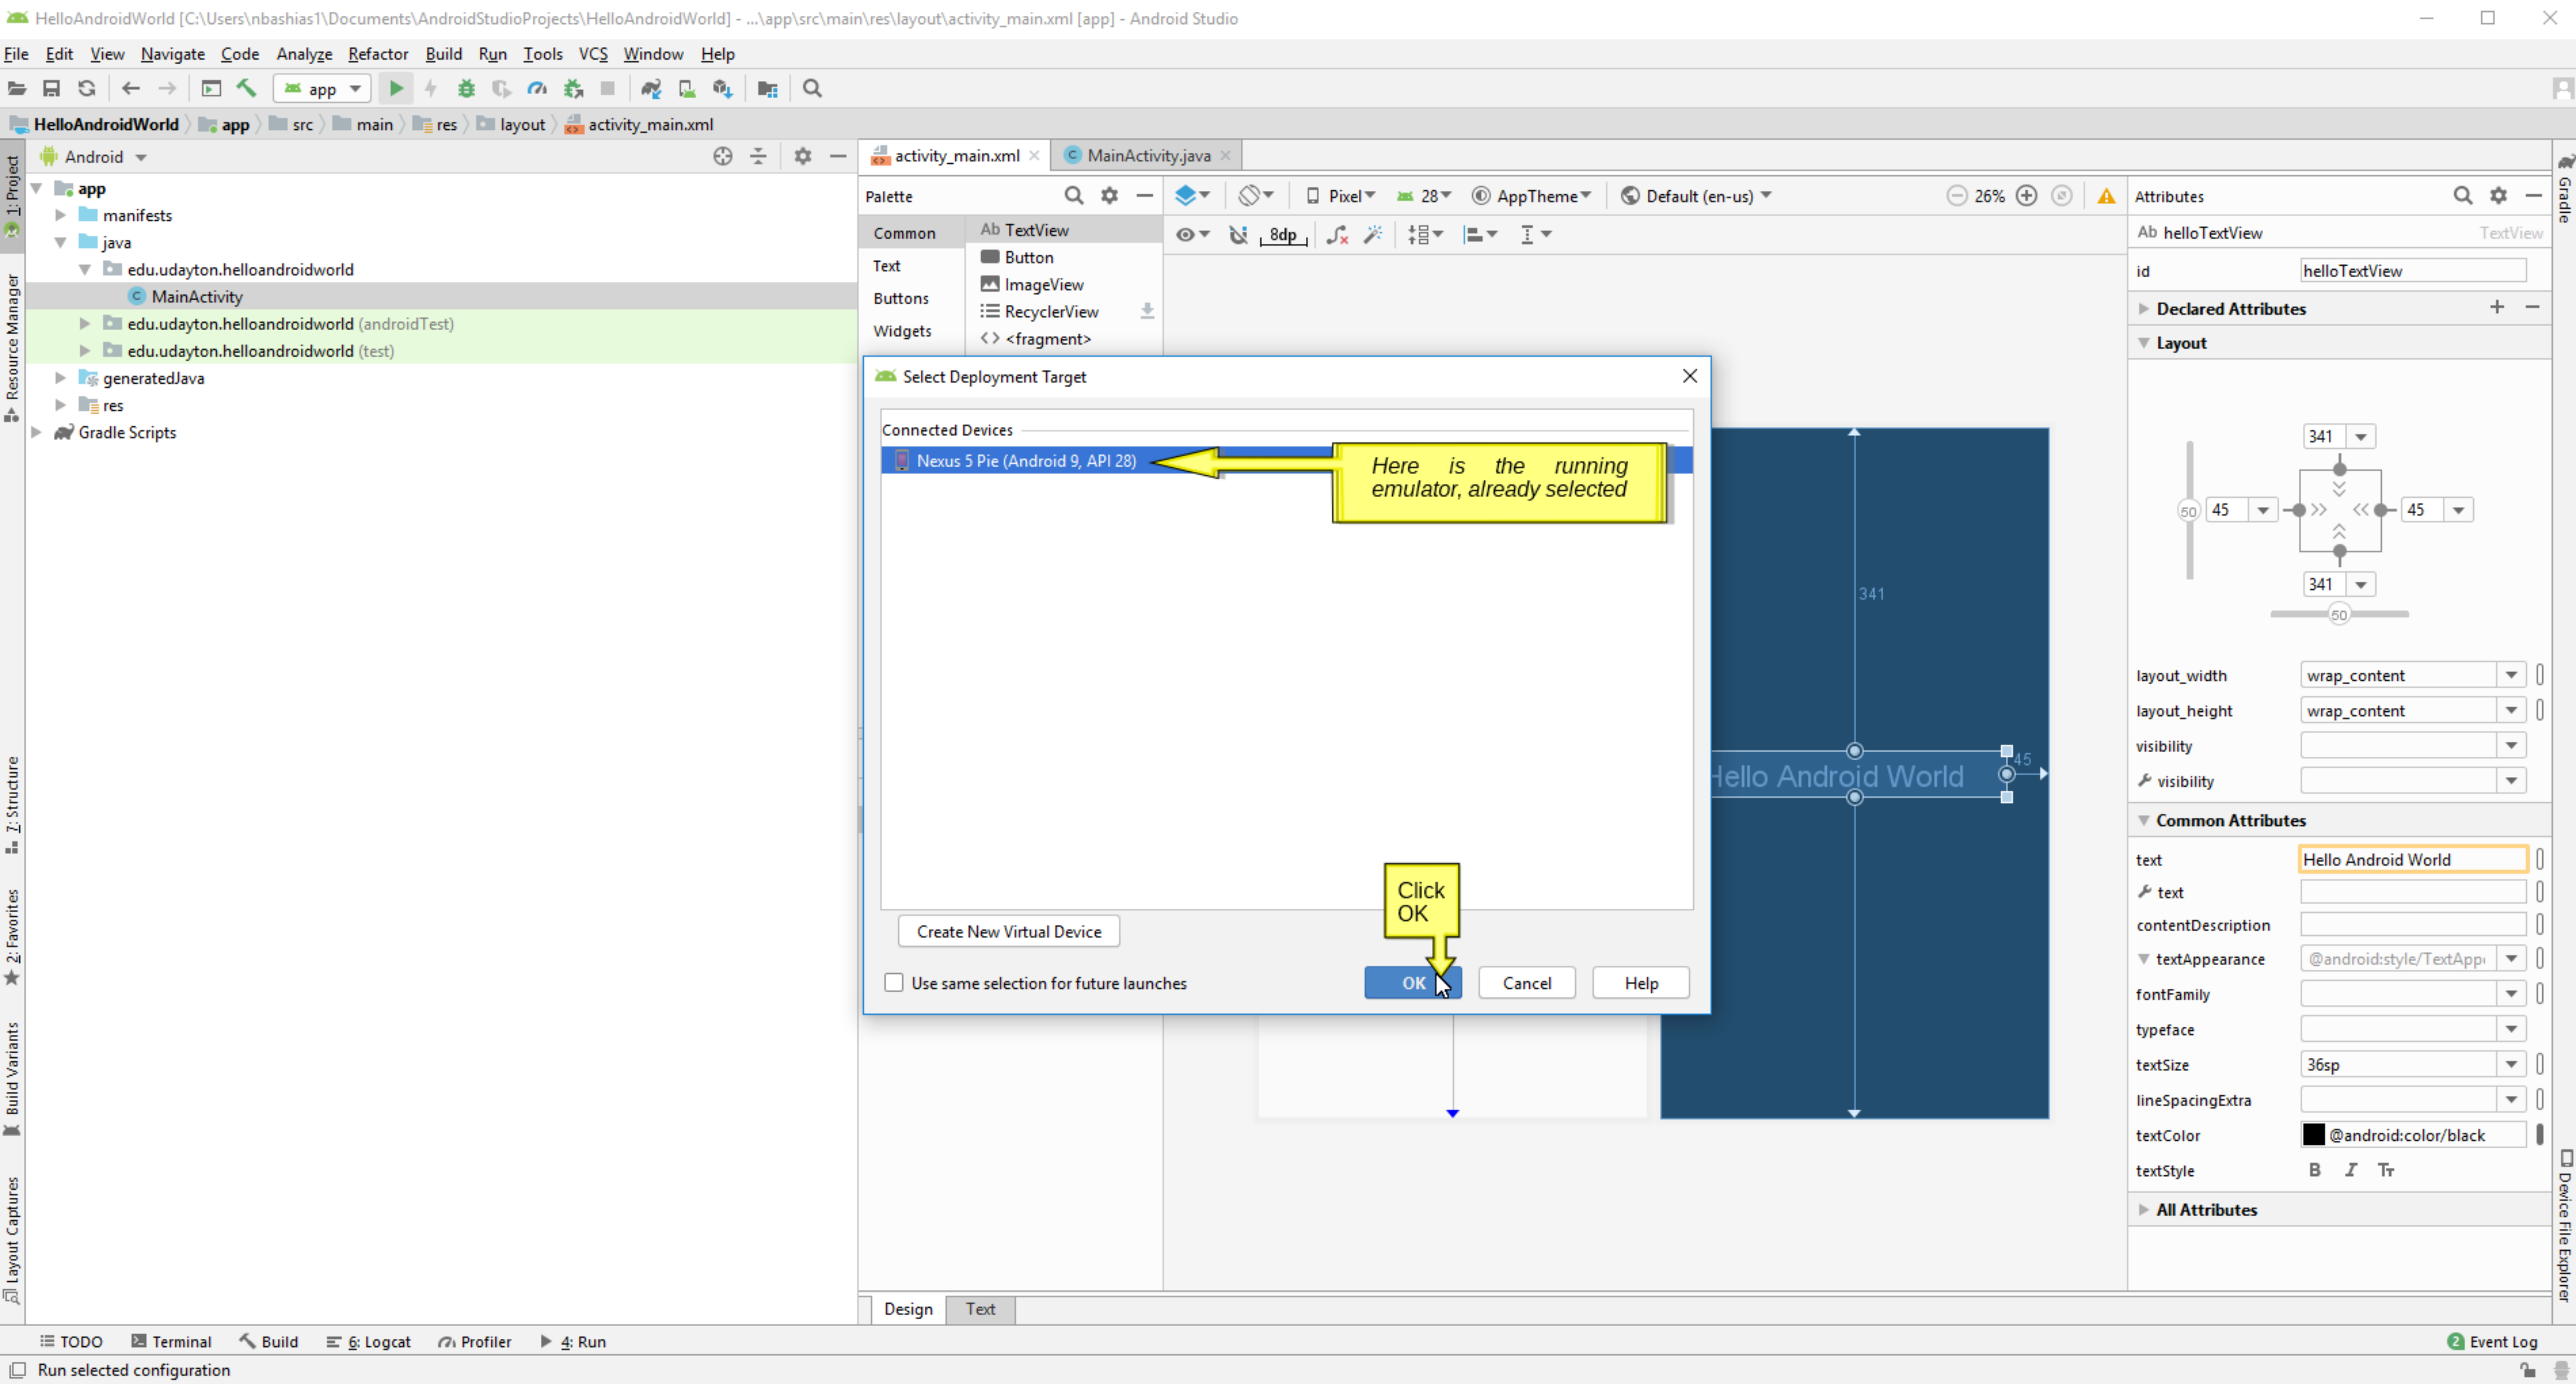 HelloAndroidWorld [C:\Users\nbashias1\Documents\AndroidStudioProjects\HelloAndroidWorld] - ...\app\src\main\res\layout\activity_main.xml [app] - Android Studio
File Edit View Navigate Code Analyze Refactor Build Run Tools VCS Window Help
app
HelloAndroidWorld app src main res layout activity_main.xml
1: Project
Resource Manager
7: Structure
2: Favorites
Build Variants
Layout Captures
Android
app
manifests
java
edu.udayton.helloandroidworld
MainActivity
edu.udayton.helloandroidworld (androidTest)
edu.udayton.helloandroidworld (test)
generatedJava
res
Gradle Scripts
activity_main.xml MainActivity.java
Palette
Common
Text
Buttons
Widgets
Ab TextView
Button
ImageView
RecyclerView
<fragment>
Pixel 28 AppTheme Default (en-us) 26%
8dp
Select Deployment Target
Connected Devices
Nexus 5 Pie (Android 9, API 28)
Here is the running
emulator, already selected
Click
OK
Create New Virtual Device
Use same selection for future launches
OK Cancel Help
341
Hello Android World
45
Attributes
Ab helloTextView TextView
id helloTextView
Declared Attributes
Layout
341
50 45 45
341
50
layout_width wrap_content
layout_height wrap_content
visibility
visibility
Common Attributes
text Hello Android World
text
contentDescription
textAppearance @android:style/TextApp
fontFamily
typeface
textSize 36sp
lineSpacingExtra
textColor @android:color/black
textStyle B I Tт
All Attributes
Gradle
Device File Explorer
Design Text
TODO Terminal Build 6: Logcat Profiler 4: Run
2 Event Log
Run selected configuration